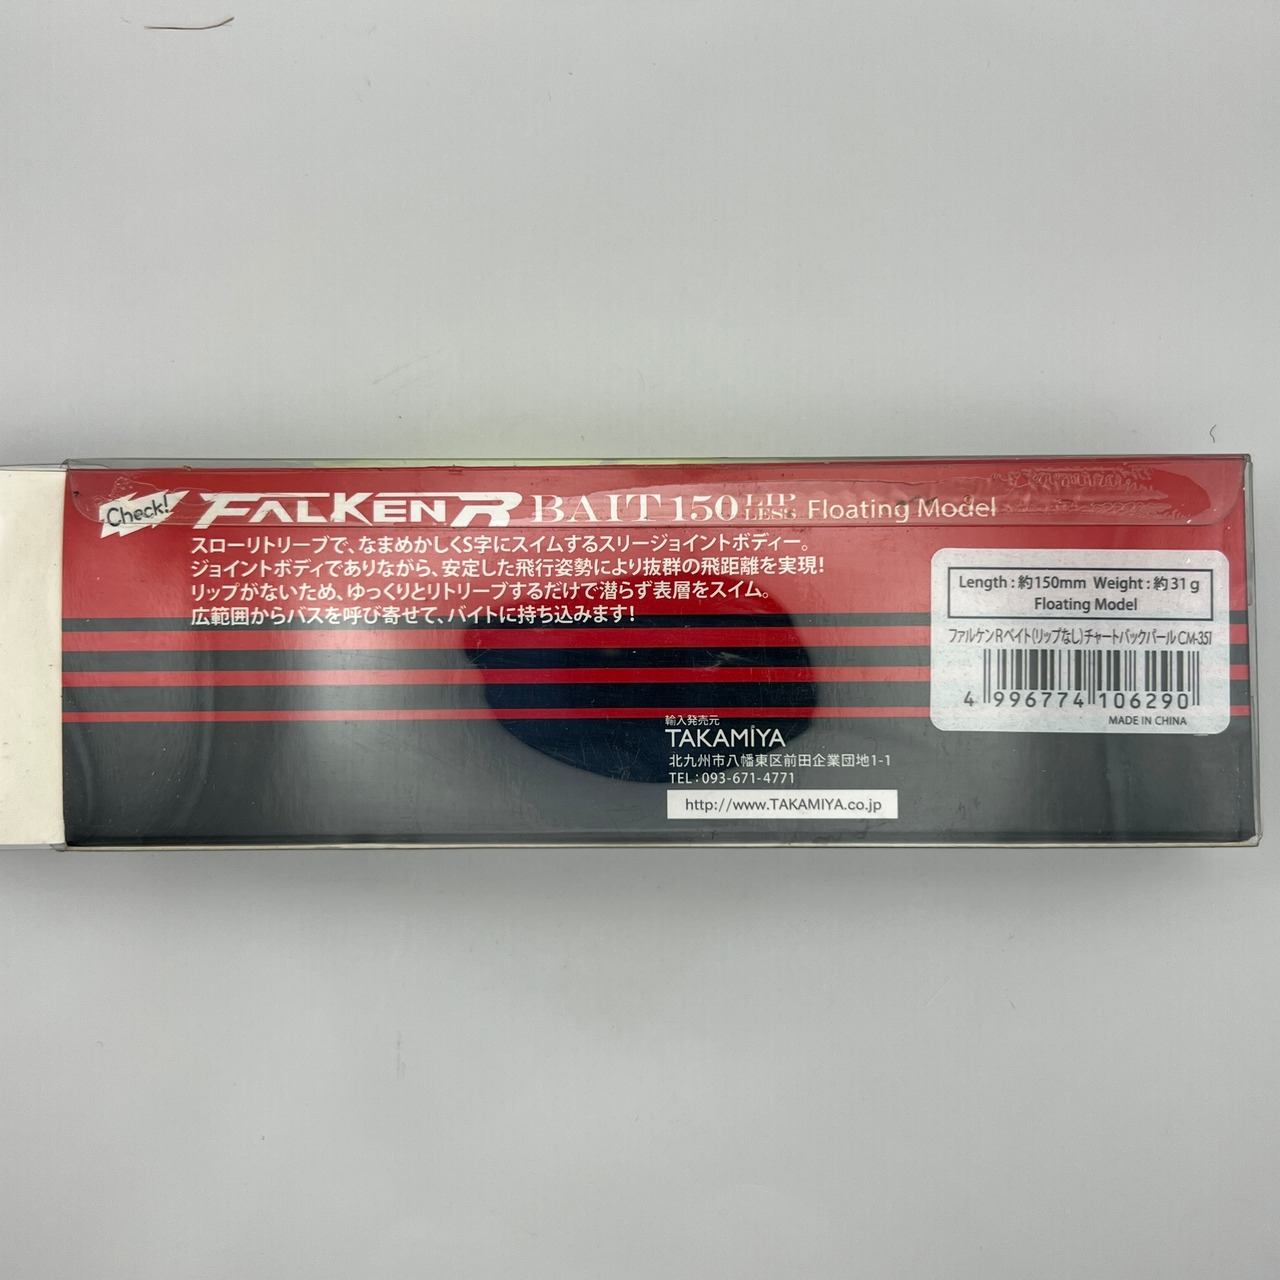 Check!
FALKEN R BAIT 150 LIP LESS Floating Model
スローリトリーブで、なまめかしくS字にスイムするスリージョイントボディー。
ジョイントボディでありながら、安定した飛行姿勢により抜群の飛距離を実現!
リップがないため、ゆっくりとリトリーブするだけで潜らず表層をスイム。
広範囲からバスを呼び寄せて、バイトに持ち込みます!
Length : 約150mm Weight : 約31g
Floating Model
ファルケンRベイト(リップなし)チャートバックパール CM-357
4 996774 106290
MADE IN CHINA
輸入発売元
TAKAMIYA
北九州市八幡東区前田企業団地1-1
TEL : 093-671-4771
http://www.TAKAMIYA.co.jp